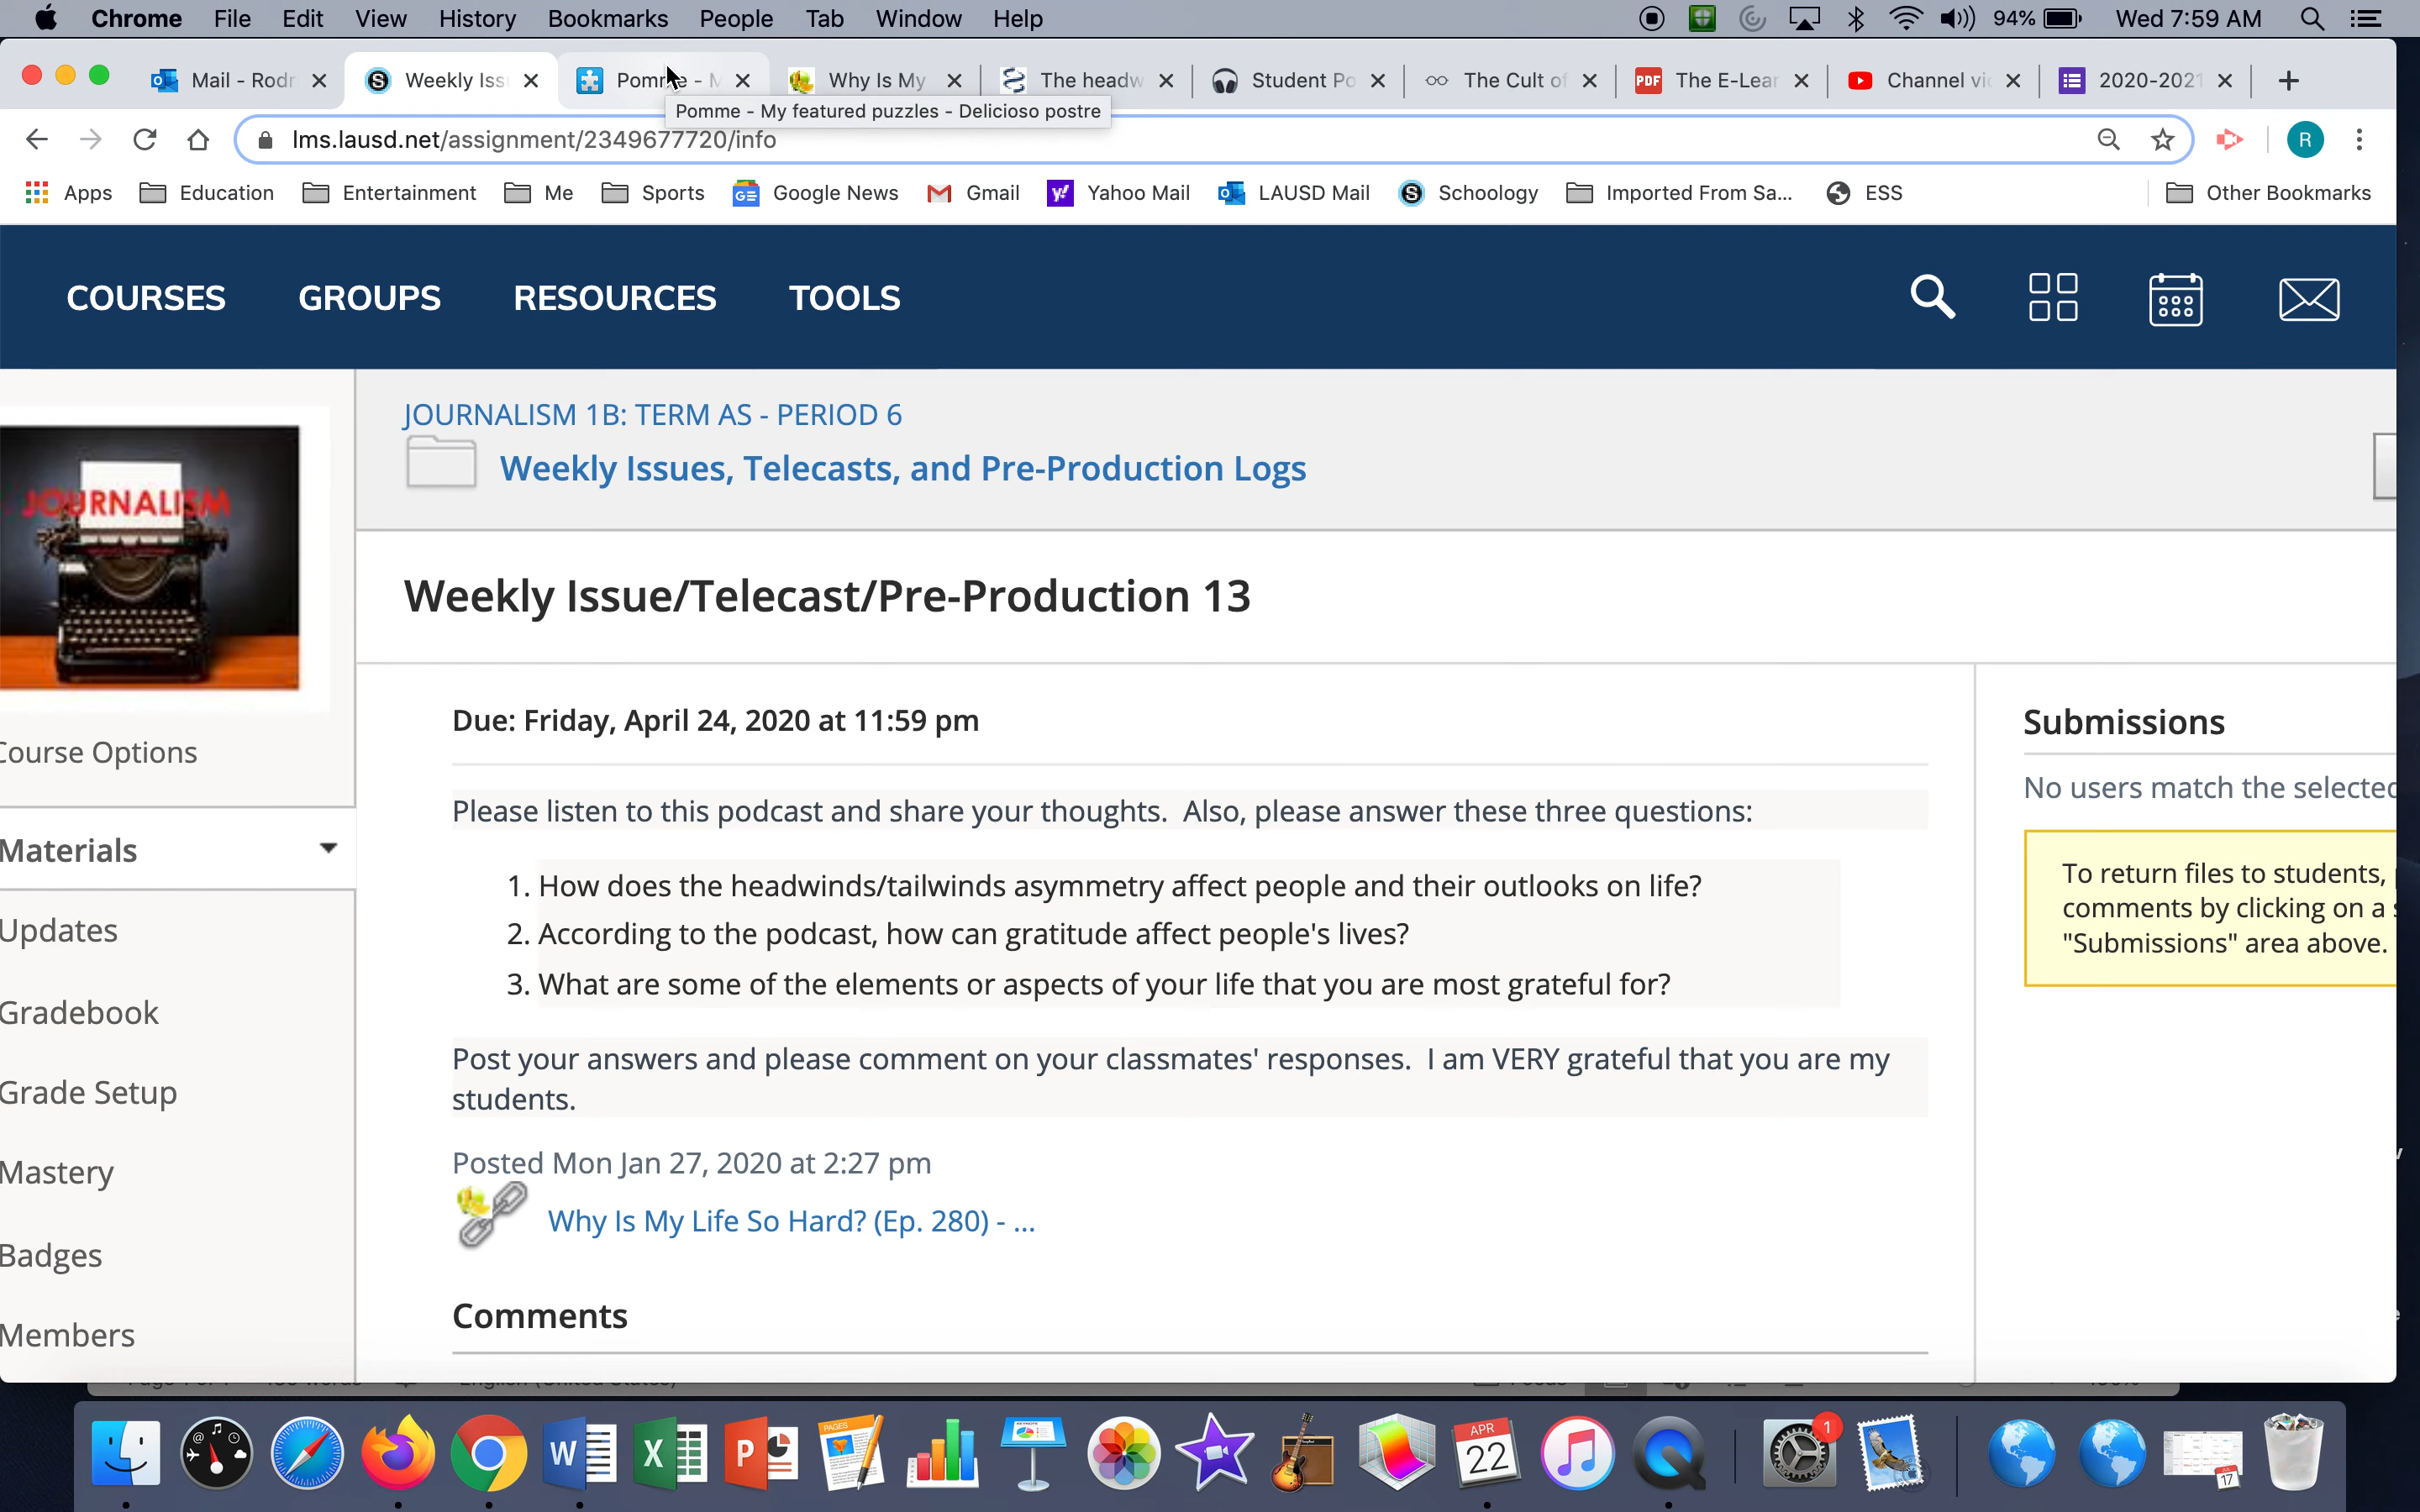 Chrome File Edit View History Bookmarks People Tab Window Help 94% Wed 7:59 AM
Mail - Rodr Weekly Iss Pomme - M Why Is My The headw Student Po The Cult of PDF The E-Lear Channel vi 2020-2021
Pomme - My featured puzzles - Delicioso postre
lms.lausd.net/assignment/2349677720/info R
Apps Education Entertainment Me Sports Google News Gmail Yahoo Mail LAUSD Mail Schoology Imported From Sa... ESS Other Bookmarks
COURSES GROUPS RESOURCES TOOLS
JOURNALISM 1B: TERM AS - PERIOD 6
Weekly Issues, Telecasts, and Pre-Production Logs
JOURNALISM
Weekly Issue/Telecast/Pre-Production 13
Due: Friday, April 24, 2020 at 11:59 pm
Submissions
Course Options
No users match the selected
Please listen to this podcast and share your thoughts. Also, please answer these three questions:
Materials
1. How does the headwinds/tailwinds asymmetry affect people and their outlooks on life?
2. According to the podcast, how can gratitude affect people's lives?
3. What are some of the elements or aspects of your life that you are most grateful for?
To return files to students,
comments by clicking on a
"Submissions" area above.
Updates
Gradebook
Post your answers and please comment on your classmates' responses. I am VERY grateful that you are my
students.
Grade Setup
Posted Mon Jan 27, 2020 at 2:27 pm
Mastery
Why Is My Life So Hard? (Ep. 280) - ...
Badges
Comments
Members
W X P PAGES KEYNOTE APR 22 1 17